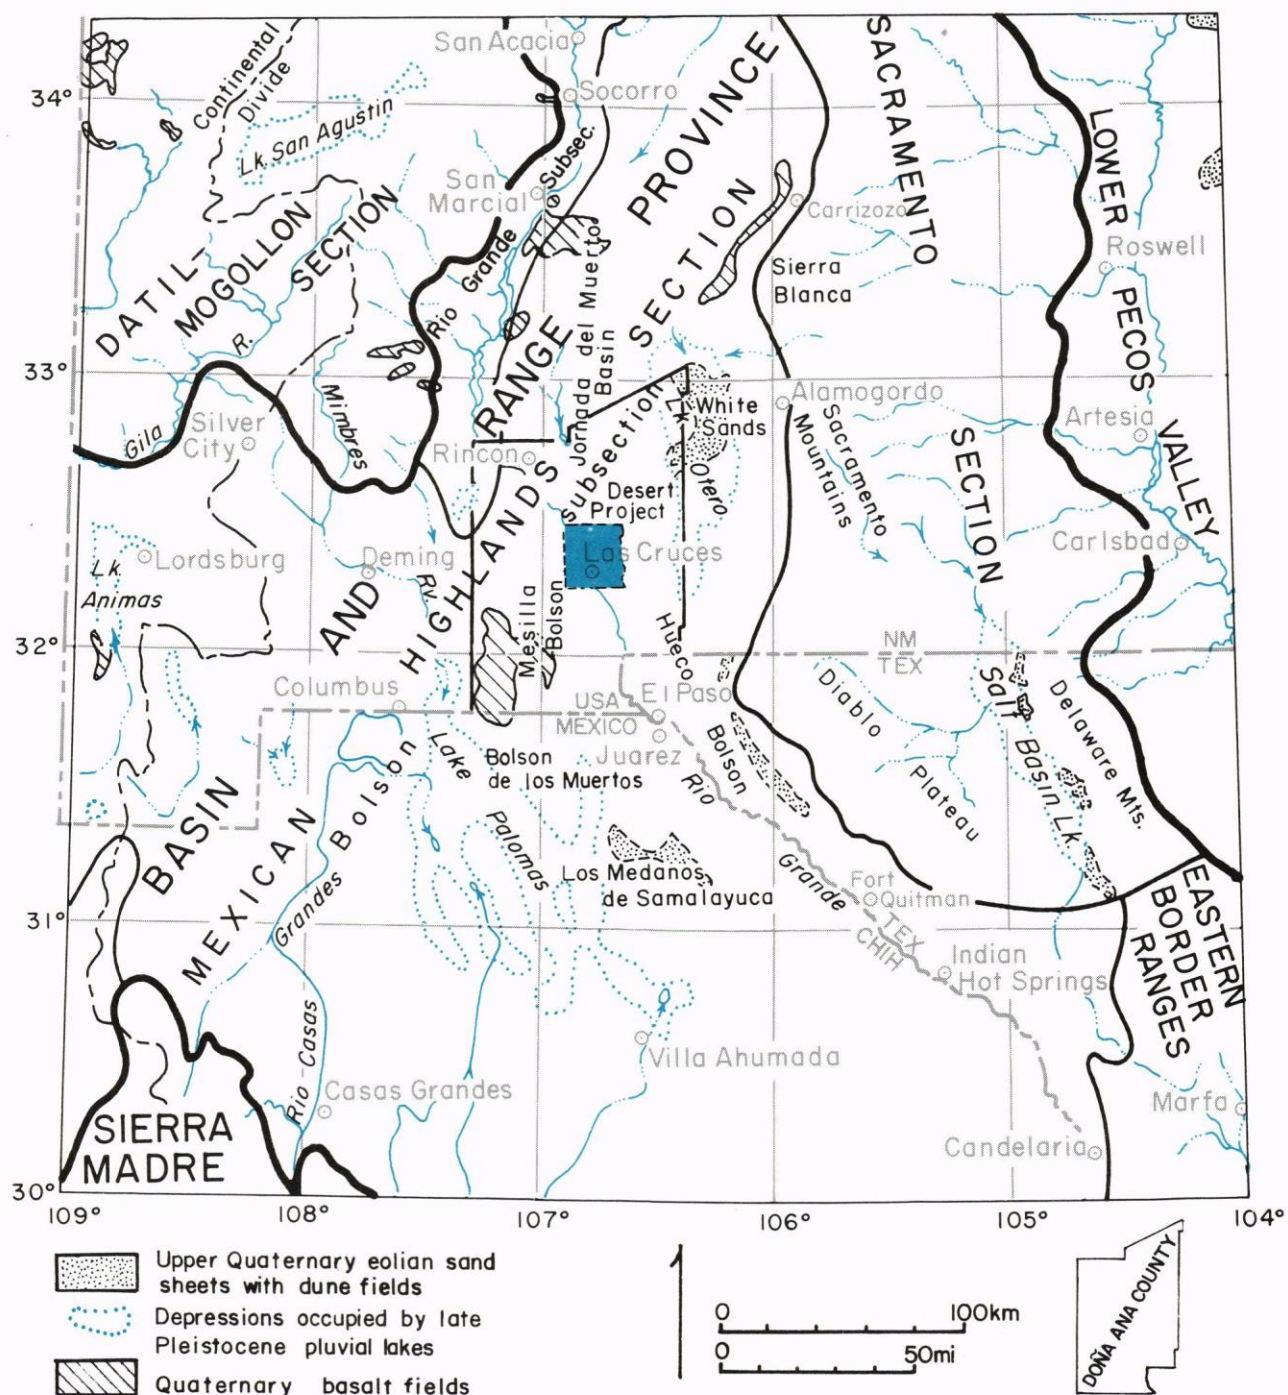 San Acacia
34°
Continental
Divide
Lk. San Agustin
Socorro
Subsec.
San
Marcial
PROVINCE
SECTION
SACRAMENTO
LOWER
PECOS
VALLEY
Carrizozo
Roswell
Sierra
Blanca
DATIL-
MOGOLLON
SECTION
Rio Grande
Jornada del Muerto
Basin
33°
Gila
R.
Silver
City
Mimbres
Rv.
RANGE
Rincon
Subsection
Subsection
Lk.
Otero
White
Sands
Alamogordo
Sacramento
Mountains
Artesia
SECTION
Desert
Project
Las Cruces
Carlsbad
Lordsburg
Lk.
Animas
Deming
AND
HIGHLANDS
Mesilla
Bolson
Hueco
Bolson
32°
NM
TEX
Columbus
USA
MEXICO
El Paso
Juarez
Diablo
Plateau
Salt Basin Lk.
Delaware Mts.
BASIN
MEXICAN
HIGHLANDS
Bolson
de los Muertos
Lake
Palomas
Grandes Bolson
Los Medanos
de Samalayuca
Rio
Grande
Fort
Quitman
31°
TEX
CHIH
Indian
Hot Springs
EASTERN
BORDER
RANGES
Villa Ahumada
Rio Casas
Casas Grandes
Marfa
Candelaria
SIERRA
MADRE
30°
109°
108°
107°
106°
105°
104°
Upper Quaternary eolian sand
sheets with dune fields
Depressions occupied by late
Pleistocene pluvial lakes
Quaternary basalt fields
0 100km
0 50mi
DOÑA ANA COUNTY